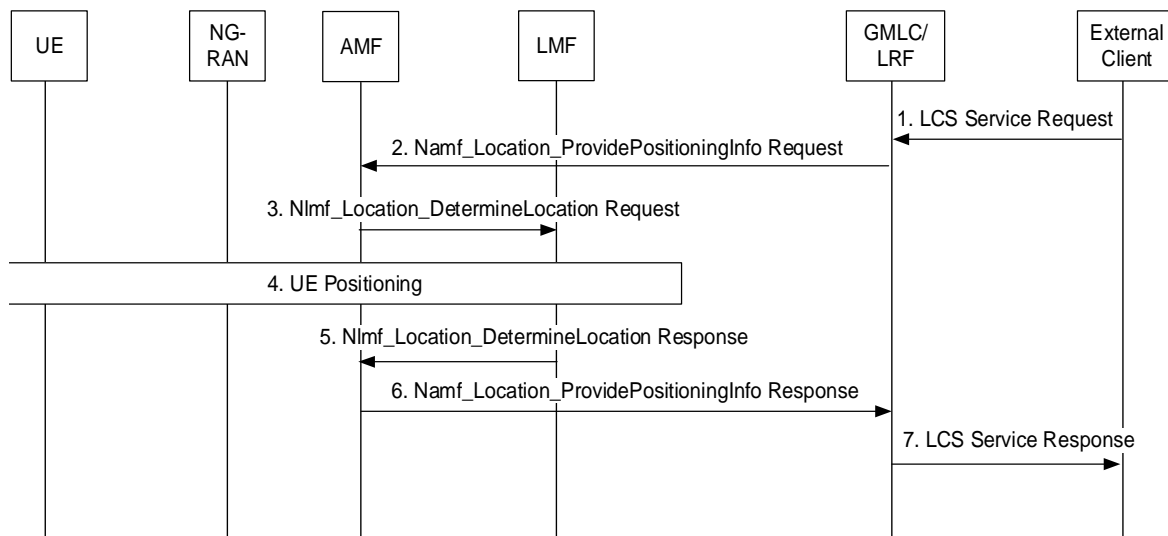 UE
NG-
RAN
AMF
LMF
GMLC/
LRF
External
Client
1. LCS Service Request
2. Namf_Location_ProvidePositioningInfo Request
3. Nlmf_Location_DetermineLocation Request
4. UE Positioning
5. Nlmf_Location_DetermineLocation Response
6. Namf_Location_ProvidePositioningInfo Response
7. LCS Service Response